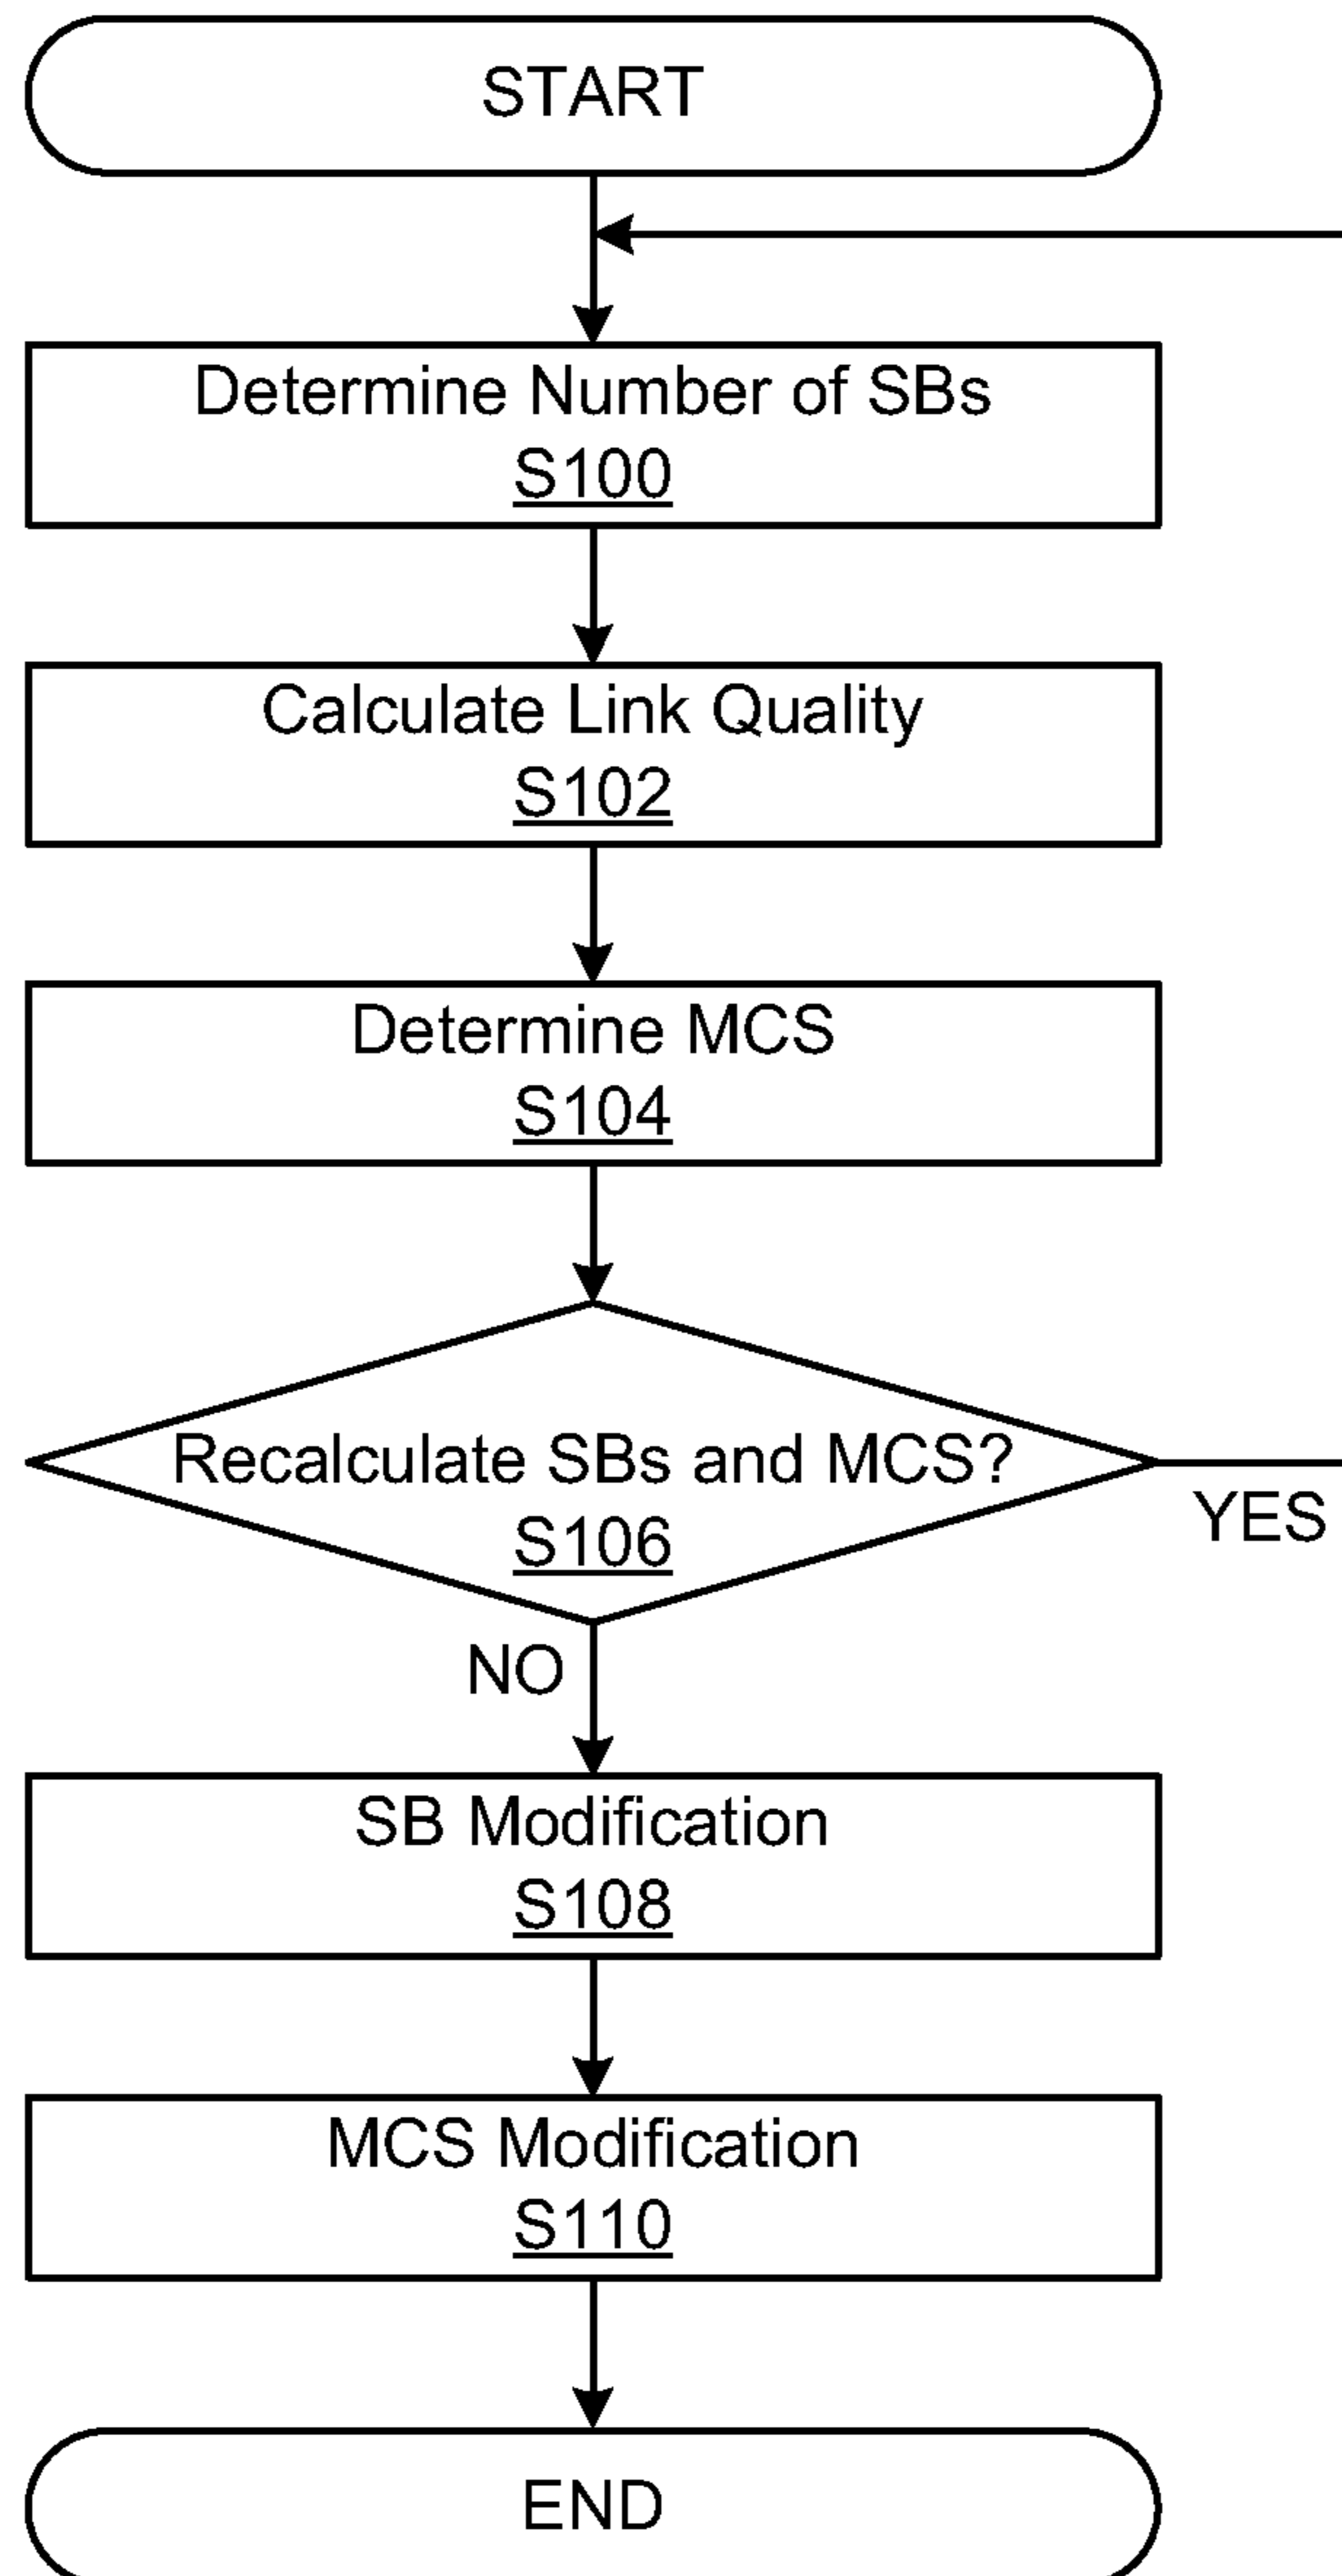 START
Determine Number of SBs
S100
Calculate Link Quality
S102
Determine MCS
S104
Recalculate SBs and MCS?
S106
YES
NO
SB Modification
S108
MCS Modification
S110
END